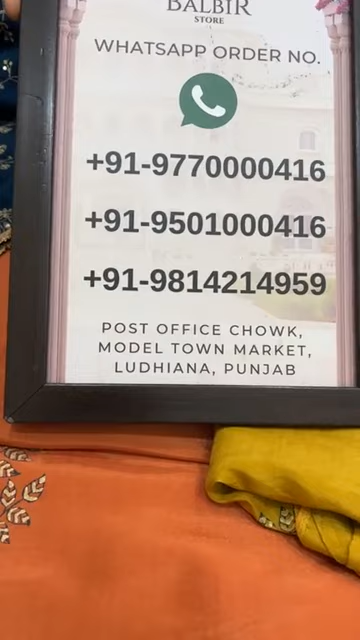 BALBIR
STORE
WHATSAPP ORDER NO.
+91-9770000416
+91-9501000416
+91-9814214959
POST OFFICE CHOWK,
MODEL TOWN MARKET,
LUDHIANA, PUNJAB